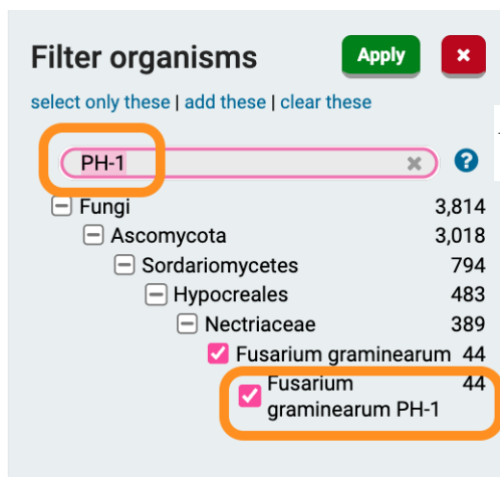 Filter organisms Apply ×
select only these | add these | clear these
PH-1 × ?
Fungi 3,814
Ascomycota 3,018
Sordariomycetes 794
Hypocreales 483
Nectriaceae 389
Fusarium graminearum 44
Fusarium 44
graminearum PH-1